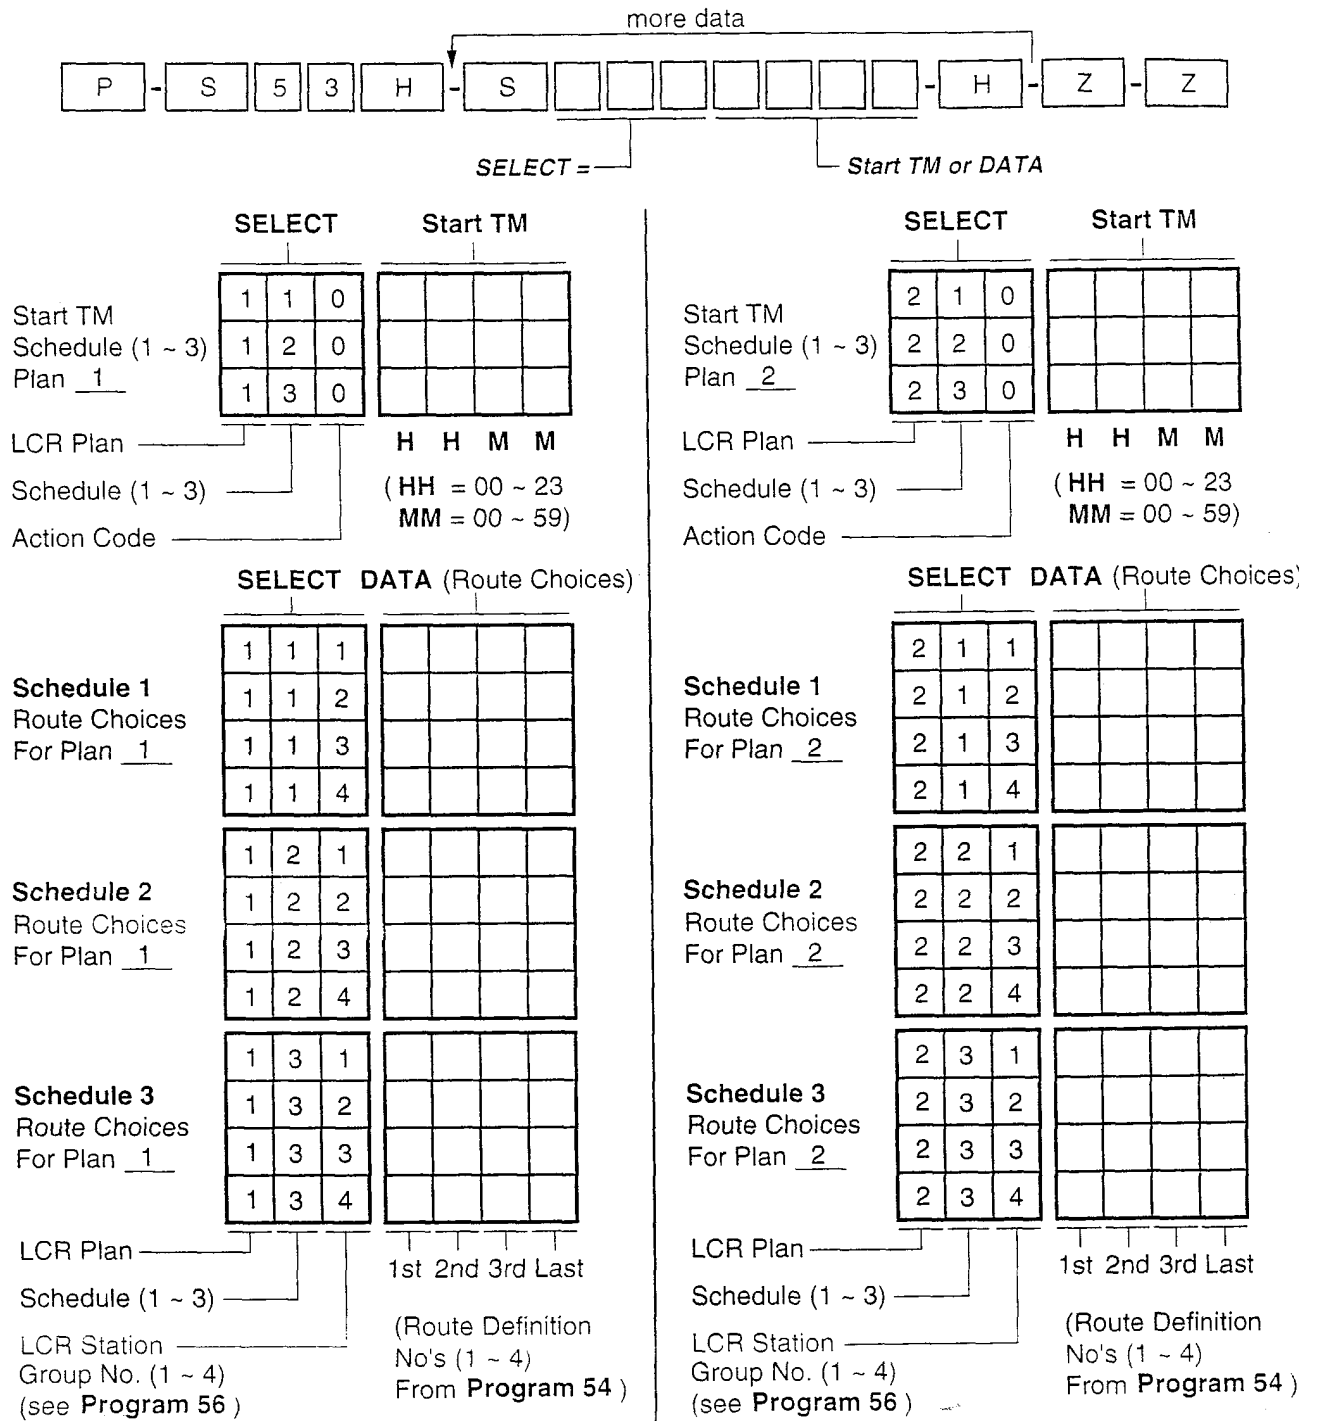 more data
P - S 5 3 H - S - H - Z - Z
SELECT =
Start TM or DATA
SELECT Start TM
Start TM
Schedule (1 ~ 3)
Plan 1
1 1 0
1 2 0
1 3 0
LCR Plan
Schedule (1 ~ 3)
Action Code
H H M M
(HH = 00 ~ 23
MM = 00 ~ 59)
SELECT DATA (Route Choices)
Schedule 1
Route Choices
For Plan 1
1 1 1
1 1 2
1 1 3
1 1 4
Schedule 2
Route Choices
For Plan 1
1 2 1
1 2 2
1 2 3
1 2 4
Schedule 3
Route Choices
For Plan 1
1 3 1
1 3 2
1 3 3
1 3 4
LCR Plan
Schedule (1 ~ 3)
LCR Station
Group No. (1 ~ 4)
(see Program 56)
1st 2nd 3rd Last
(Route Definition
No's (1 ~ 4)
From Program 54)
SELECT Start TM
Start TM
Schedule (1 ~ 3)
Plan 2
2 1 0
2 2 0
2 3 0
LCR Plan
Schedule (1 ~ 3)
Action Code
H H M M
(HH = 00 ~ 23
MM = 00 ~ 59)
SELECT DATA (Route Choices)
Schedule 1
Route Choices
For Plan 2
2 1 1
2 1 2
2 1 3
2 1 4
Schedule 2
Route Choices
For Plan 2
2 2 1
2 2 2
2 2 3
2 2 4
Schedule 3
Route Choices
For Plan 2
2 3 1
2 3 2
2 3 3
2 3 4
LCR Plan
Schedule (1 ~ 3)
LCR Station
Group No. (1 ~ 4)
(see Program 56)
1st 2nd 3rd Last
(Route Definition
No's (1 ~ 4)
From Program 54)